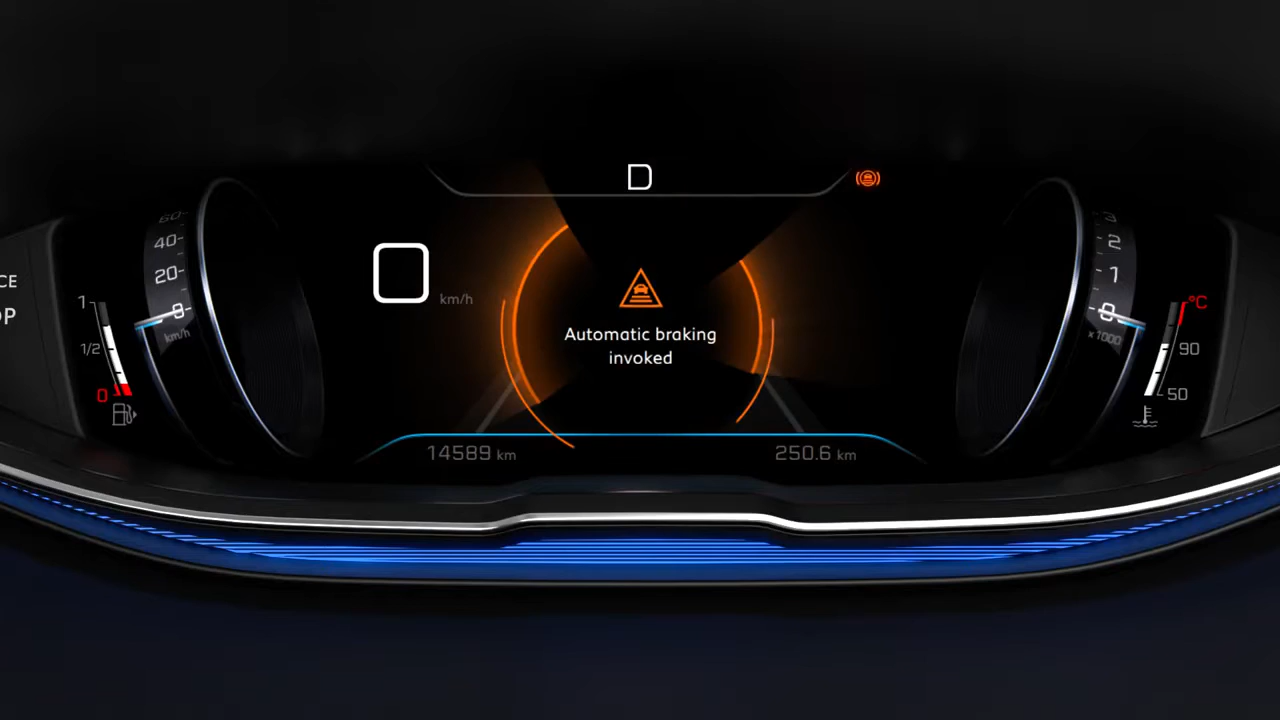 D
CE
OP
60
40
20
0
km/h
1
1/2
0
0
km/h
Automatic braking
invoked
14589 km
250.6 km
3
2
1
0
x1000
°C
90
50